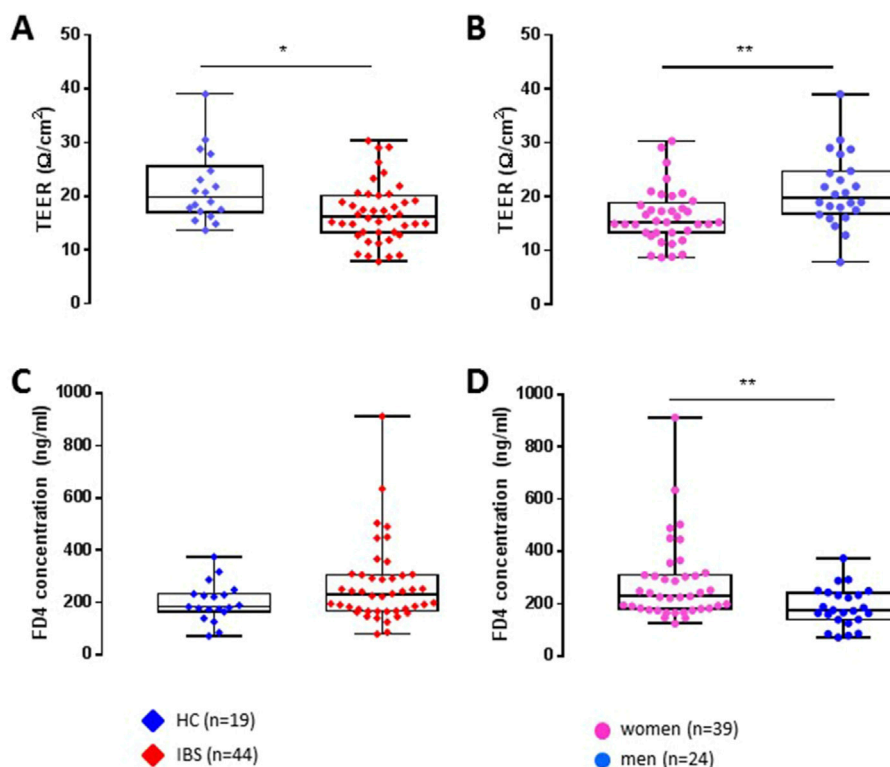 A
B
50
40
30
20
10
0
TEER (Ω/cm²)
*
50
40
30
20
10
0
TEER (Ω/cm²)
**
C
D
1000
800
600
400
200
0
FD4 concentration (ng/ml)
1000
800
600
400
200
0
FD4 concentration (ng/ml)
**
HC (n=19)
IBS (n=44)
women (n=39)
men (n=24)